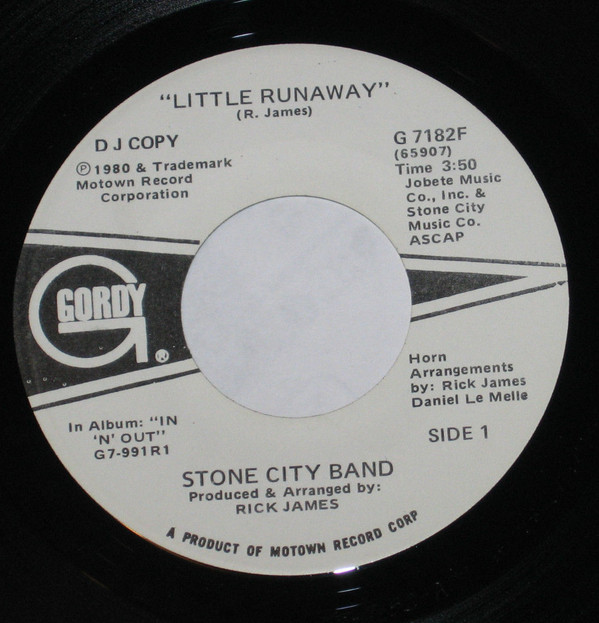 "LITTLE RUNAWAY"
(R. James)
D J COPY
℗ 1980 & Trademark
Motown Record
Corporation
G 7182F
(65907)
Time 3:50
Jobete Music
Co., Inc. &
Stone City
Music Co.
ASCAP
GORDY
G®
Horn
Arrangements
by: Rick James
Daniel Le Melle
In Album: "IN
'N' OUT"
G7-991R1
SIDE 1
STONE CITY BAND
Produced & Arranged by:
RICK JAMES
A PRODUCT OF MOTOWN RECORD CORP